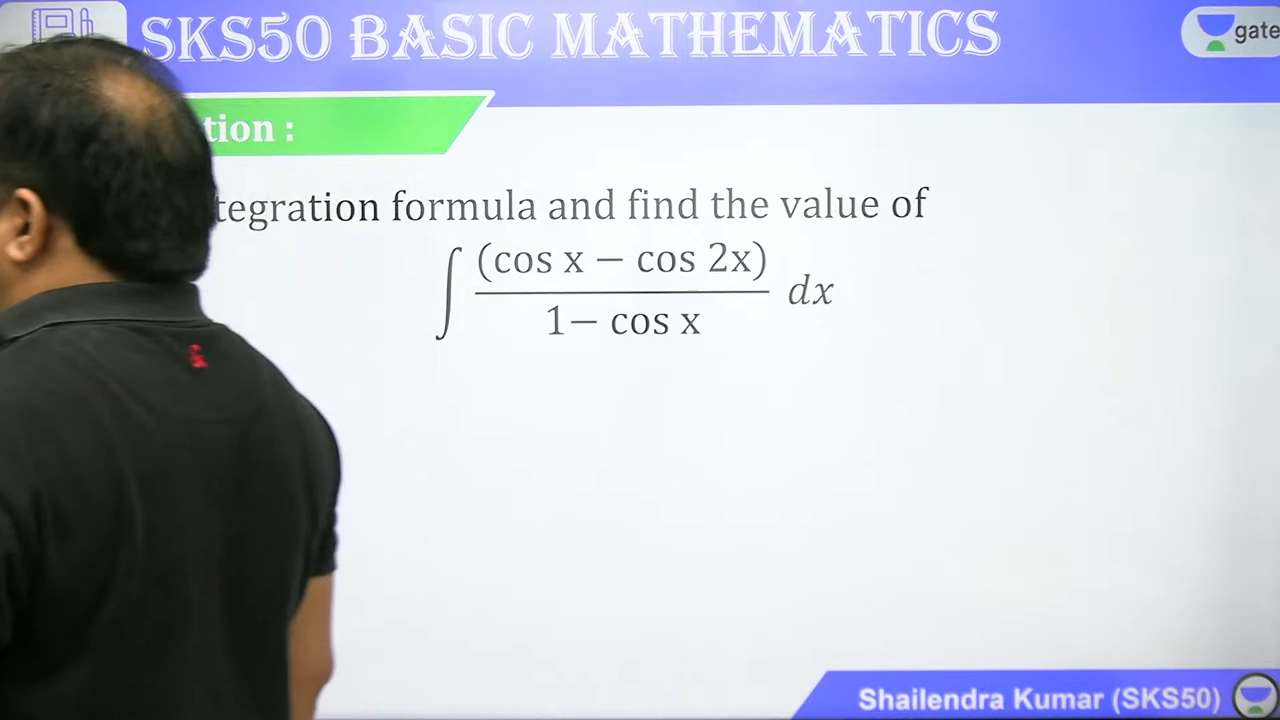 SKS50 BASIC MATHEMATICS
gate
tion :
tegration formula and find the value of
∫ (cos x − cos 2x) / 1− cos x dx
Shailendra Kumar (SKS50)